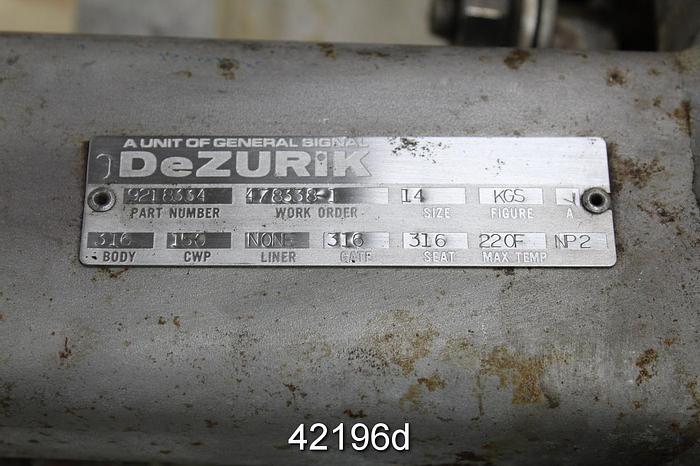 A UNIT OF GENERAL SIGNAL
DeZURiK
9218334 478338-1 14 KGS
PART NUMBER WORK ORDER SIZE FIGURE A
316 150 NONE 316 316 220F NP2
BODY CWP LINER GATE SEAT MAX TEMP
42196d